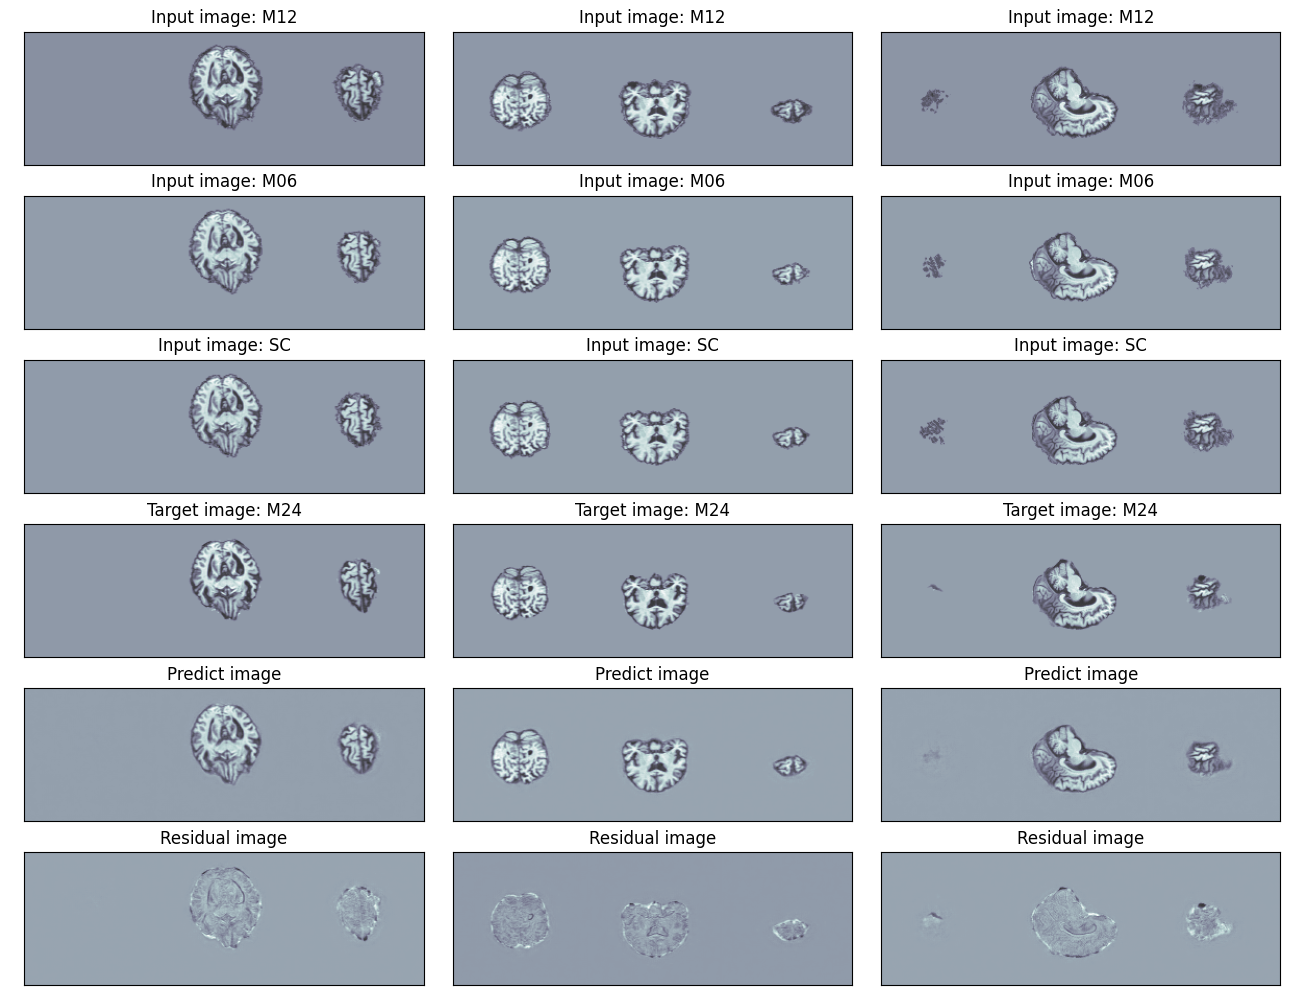 Input image: M12 Input image: M12 Input image: M12
Input image: M06 Input image: M06 Input image: M06
Input image: SC Input image: SC Input image: SC
Target image: M24 Target image: M24 Target image: M24
Predict image Predict image Predict image
Residual image Residual image Residual image